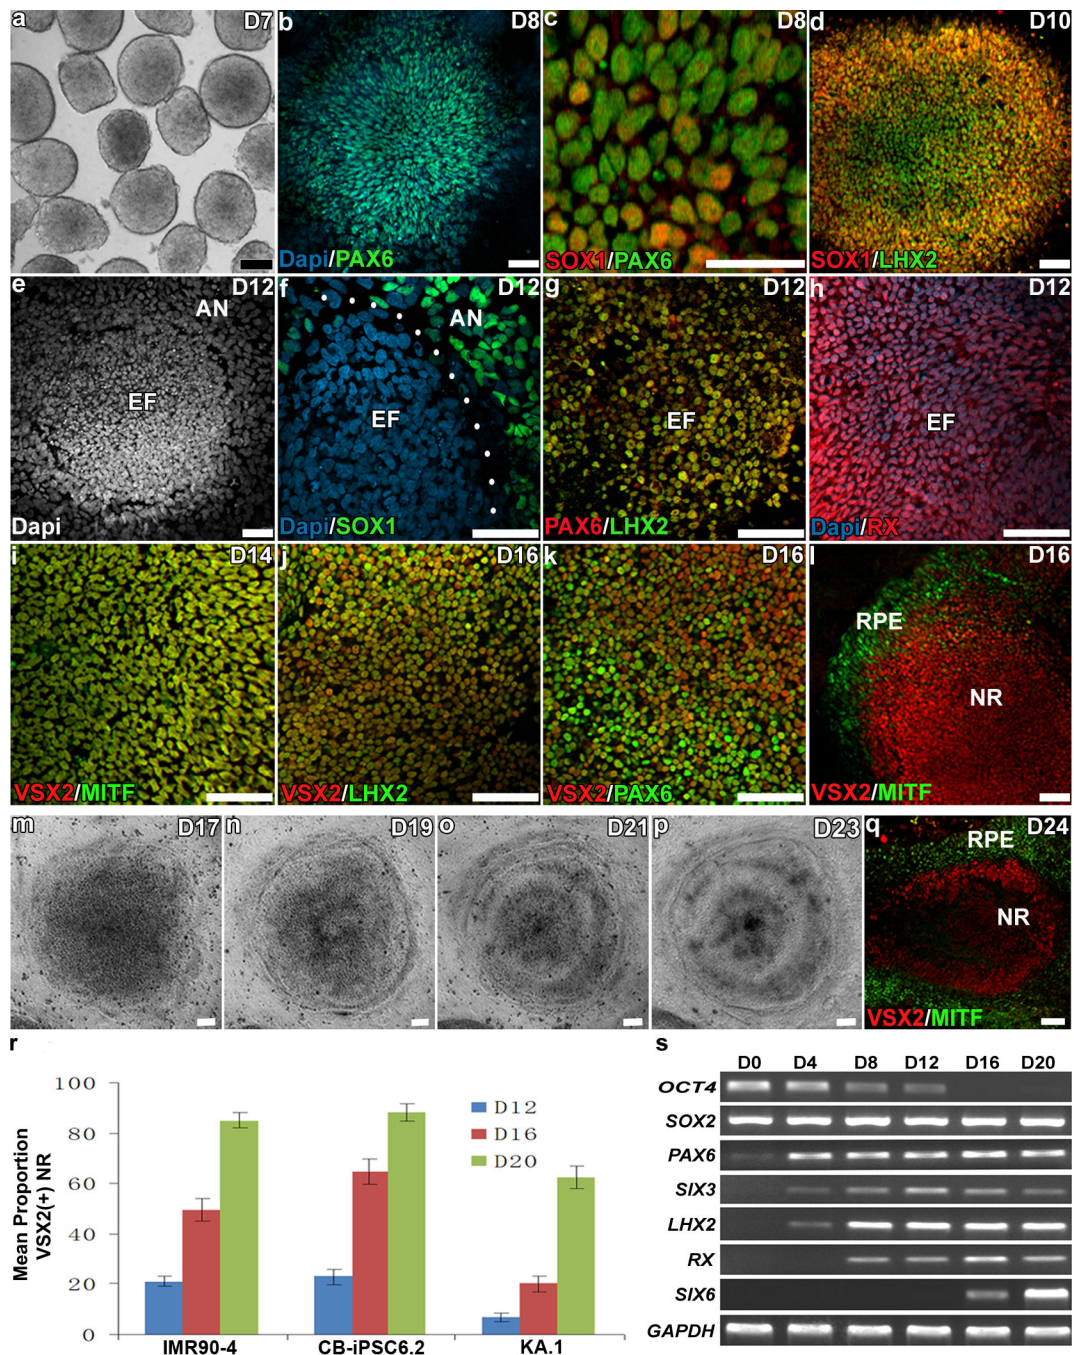 a D7
b D8
Dapi/PAX6
c D8
SOX1/PAX6
d D10
SOX1/LHX2
e D12
AN
EF
Dapi
f D12
AN
EF
Dapi/SOX1
g D12
EF
PAX6/LHX2
h D12
EF
Dapi/RX
i D14
VSX2/MITF
j D16
VSX2/LHX2
k D16
VSX2/PAX6
l D16
RPE
NR
VSX2/MITF
m D17
n D19
o D21
p D23
q D24
RPE
NR
VSX2/MITF
r
Mean Proportion
VSX2(+) NR
100
80
60
40
20
0
D12
D16
D20
IMR90-4 CB-iPSC6.2 KA.1
s
D0 D4 D8 D12 D16 D20
OCT4
SOX2
PAX6
SIX3
LHX2
RX
SIX6
GAPDH